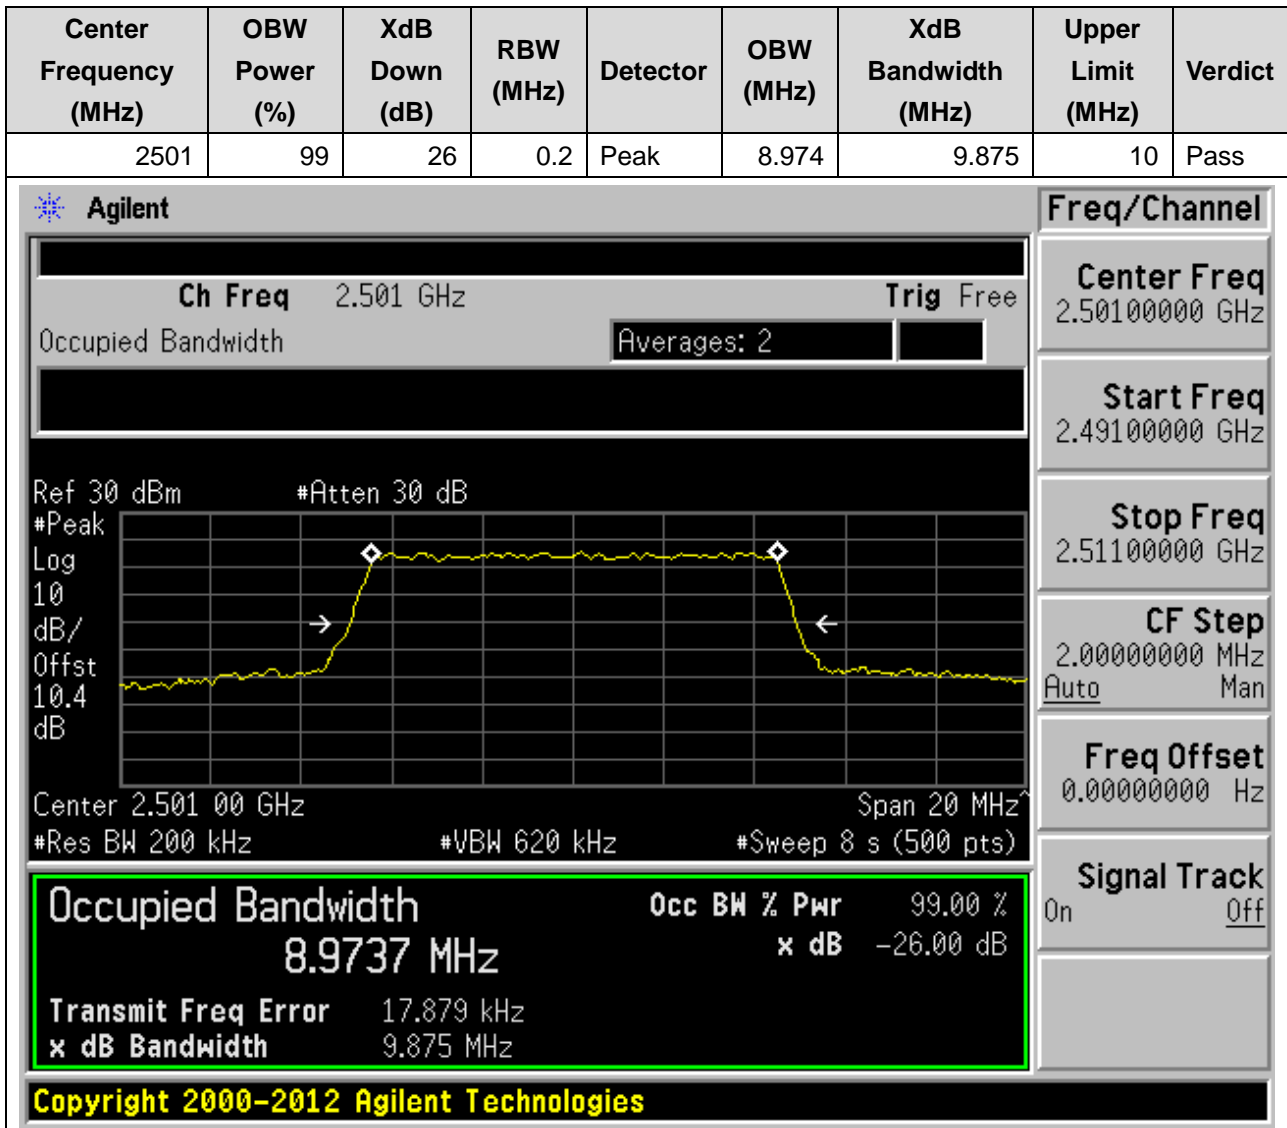 Center Frequency (MHz) OBW Power (%) XdB Down (dB) RBW (MHz) Detector OBW (MHz) XdB Bandwidth (MHz) Upper Limit (MHz) Verdict
2501 99 26 0.2 Peak 8.974 9.875 10 Pass
Agilent
Freq/Channel
Ch Freq 2.501 GHz Trig Free
Occupied Bandwidth Averages: 2
Center Freq
2.50100000 GHz
Start Freq
2.49100000 GHz
Stop Freq
2.51100000 GHz
CF Step
2.00000000 MHz
Auto Man
Freq Offset
0.00000000 Hz
Signal Track
On Off
Ref 30 dBm #Atten 30 dB
#Peak
Log
10
dB/
Offst
10.4
dB
Center 2.501 00 GHz Span 20 MHz^
#Res BW 200 kHz #VBW 620 kHz #Sweep 8 s (500 pts)
Occupied Bandwidth Occ BW % Pwr 99.00 %
8.9737 MHz x dB -26.00 dB
Transmit Freq Error 17.879 kHz
x dB Bandwidth 9.875 MHz
Copyright 2000-2012 Agilent Technologies